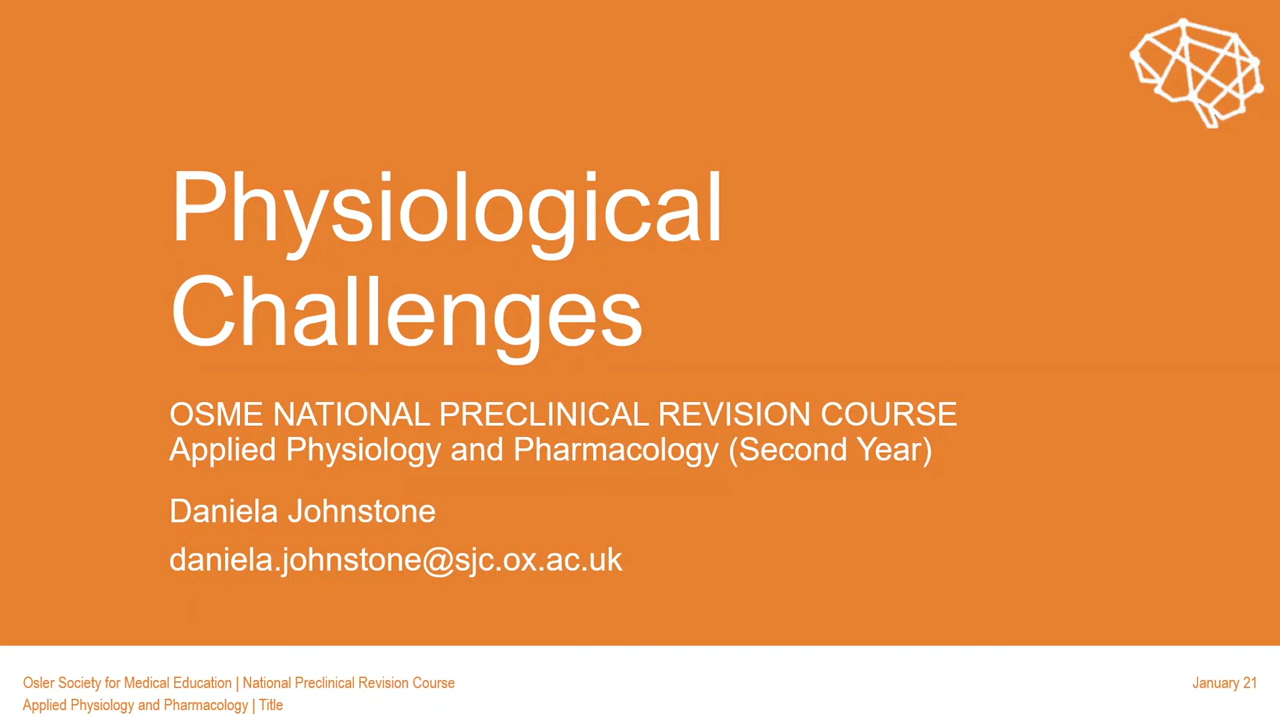 Physiological
Challenges
OSME NATIONAL PRECLINICAL REVISION COURSE
Applied Physiology and Pharmacology (Second Year)
Daniela Johnstone
daniela.johnstone@sjc.ox.ac.uk
Osler Society for Medical Education | National Preclinical Revision Course
January 21
Applied Physiology and Pharmacology | Title